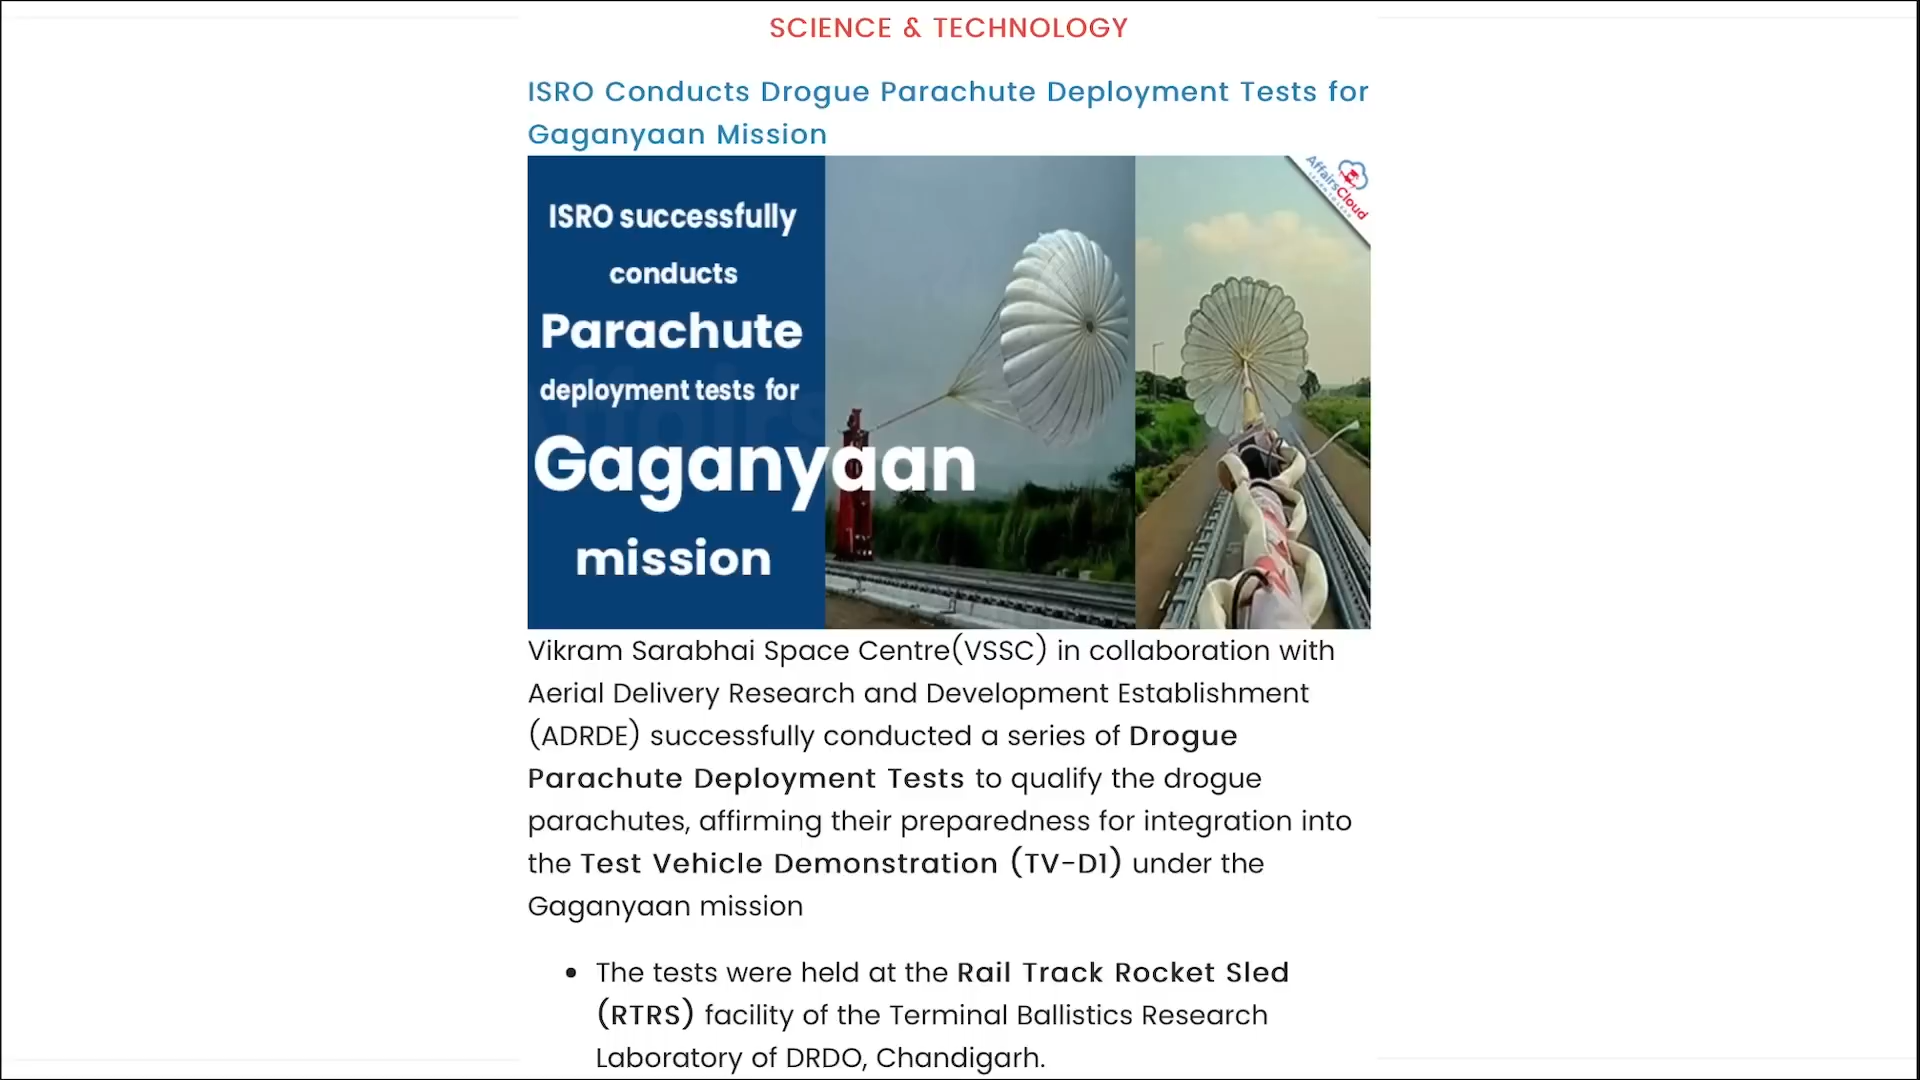 SCIENCE & TECHNOLOGY
ISRO Conducts Drogue Parachute Deployment Tests for
Gaganyaan Mission
ISRO successfully
conducts
Parachute
deployment tests for
Gaganyaan
mission
AffairsCloud
Vikram Sarabhai Space Centre(VSSC) in collaboration with
Aerial Delivery Research and Development Establishment
(ADRDE) successfully conducted a series of Drogue
Parachute Deployment Tests to qualify the drogue
parachutes, affirming their preparedness for integration into
the Test Vehicle Demonstration (TV-D1) under the
Gaganyaan mission
• The tests were held at the Rail Track Rocket Sled
(RTRS) facility of the Terminal Ballistics Research
Laboratory of DRDO, Chandigarh.